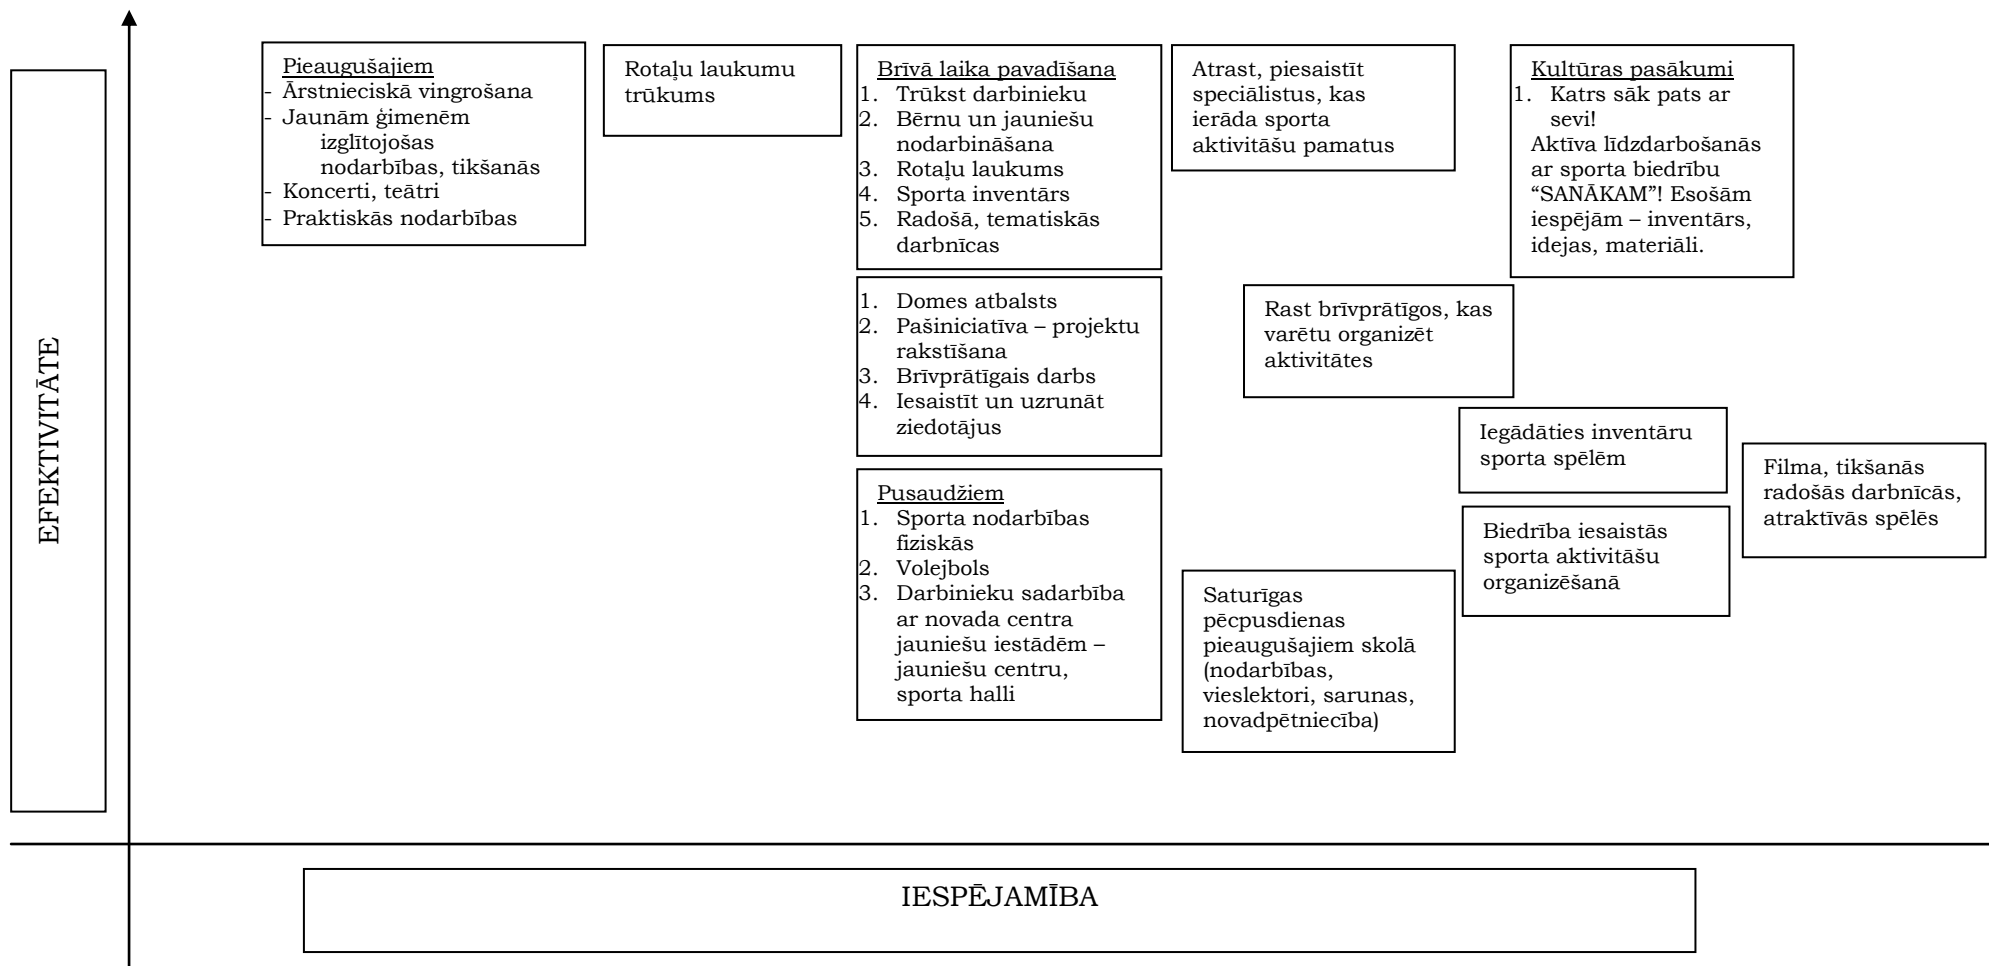 EFEKTIVITĀTE
Pieaugušajiem
- Ārstnieciskā vingrošana
- Jaunām ģimenēm
izglītojošas
nodarbības, tikšanās
- Koncerti, teātri
- Praktiskās nodarbības
Rotaļu laukumu
trūkums
Brīvā laika pavadīšana
1. Trūkst darbinieku
2. Bērnu un jauniešu
nodarbināšana
3. Rotaļu laukums
4. Sporta inventārs
5. Radošā, tematiskās
darbnīcas
Atrast, piesaistīt
speciālistus, kas
ierāda sporta
aktivitāšu pamatus
Kultūras pasākumi
1. Katrs sāk pats ar
sevi!
Aktīva līdzdarbošanās
ar sporta biedrību
“SANĀKAM”! Esošām
iespējām – inventārs,
idejas, materiāli.
1. Domes atbalsts
2. Pašiniciatīva – projektu
rakstīšana
3. Brīvprātīgais darbs
4. Iesaistīt un uzrunāt
ziedotājus
Rast brīvprātīgos, kas
varētu organizēt
aktivitātes
Iegādāties inventāru
sporta spēlēm
Filma, tikšanās
radošās darbnīcās,
atraktīvās spēlēs
Pusaudžiem
1. Sporta nodarbības
fiziskās
2. Volejbols
3. Darbinieku sadarbība
ar novada centra
jauniešu iestādēm –
jauniešu centru,
sporta halli
Biedrība iesaistās
sporta aktivitāšu
organizēšanā
Saturīgas
pēcpusdienas
pieaugušajiem skolā
(nodarbības,
vieslektori, sarunas,
novadpētniecība)
IESPĒJAMĪBA